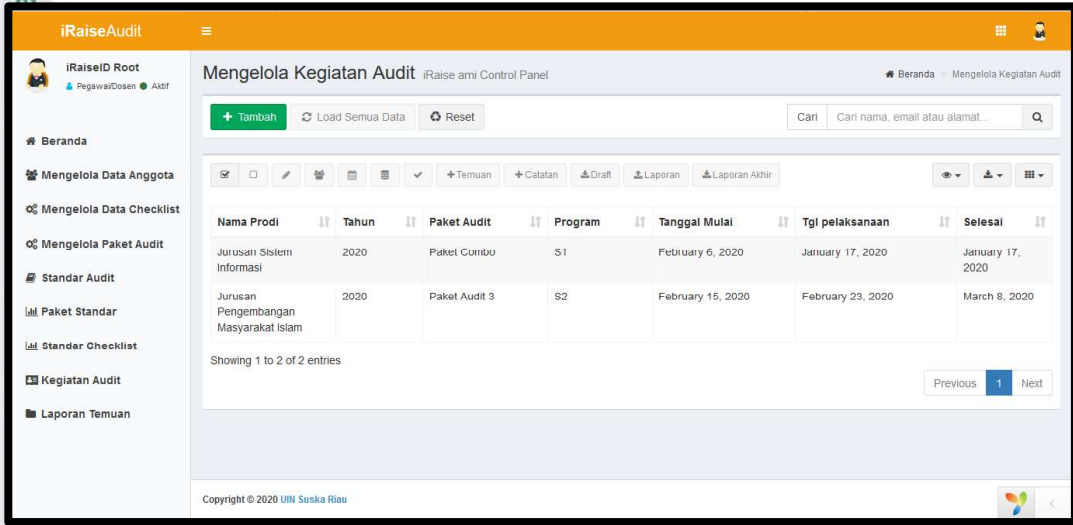 iRaiseAudit
iRaiseID Root
Pegawai/Dosen Aktif
Beranda
Mengelola Data Anggota
Mengelola Data Checklist
Mengelola Paket Audit
Standar Audit
Paket Standar
Standar Checklist
Kegiatan Audit
Laporan Temuan
Mengelola Kegiatan Audit iRaise ami Control Panel
Beranda > Mengelola Kegiatan Audit
+ Tambah Load Semua Data Reset
Cari Cari nama, email atau alamat...
+Temuan +Catatan Draft Laporan Laporan Akhir
Nama Prodi Tahun Paket Audit Program Tanggal Mulai Tgl pelaksanaan Selesai
Jurusan Sistem Informasi 2020 Paket Combo S1 February 6, 2020 January 17, 2020 January 17, 2020
Jurusan Pengembangan Masyarakat Islam 2020 Paket Audit 3 S2 February 15, 2020 February 23, 2020 March 8, 2020
Showing 1 to 2 of 2 entries
Previous 1 Next
Copyright © 2020 UIN Suska Riau